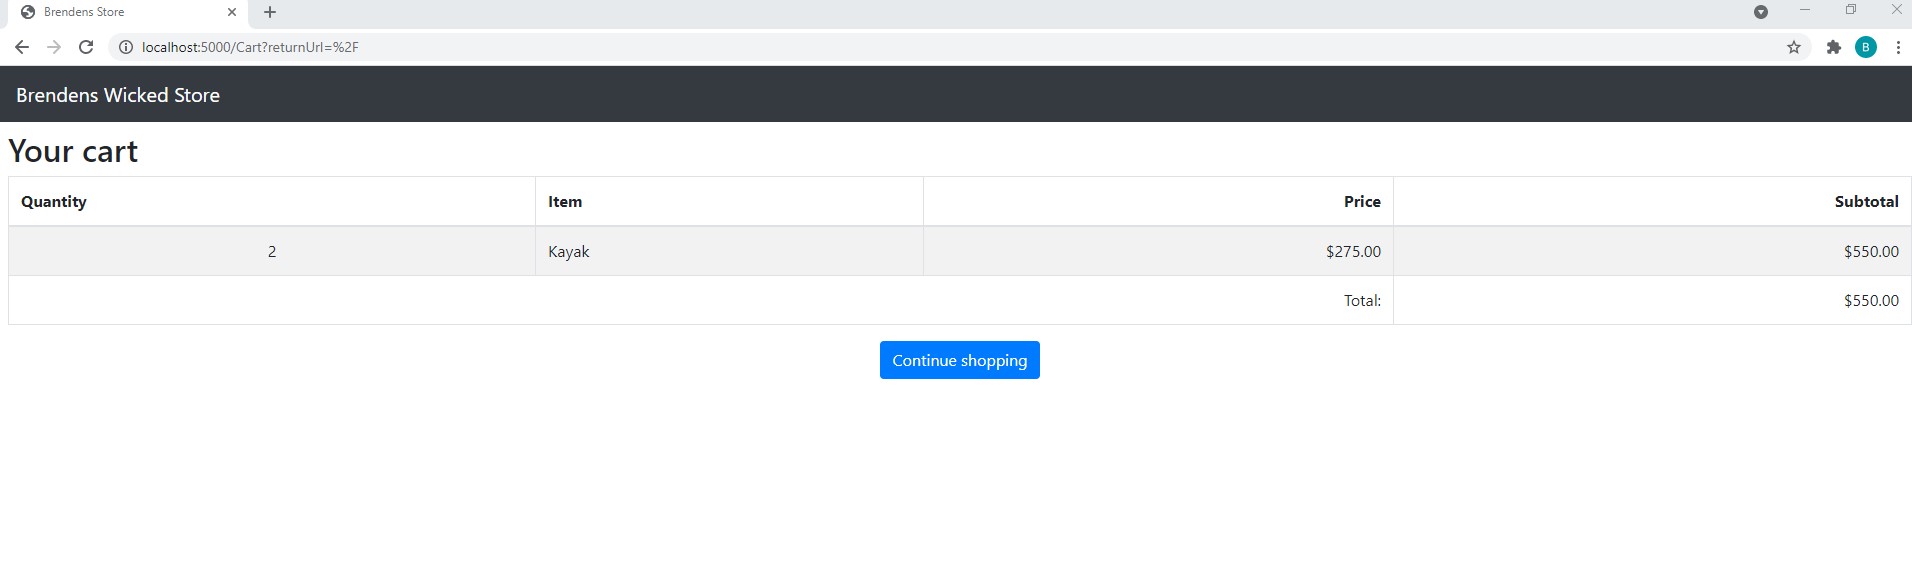 Brendens Store
localhost:5000/Cart?returnUrl=%2F
B
Brendens Wicked Store
Your cart
Quantity Item Price Subtotal
2 Kayak $275.00 $550.00
Total: $550.00
Continue shopping